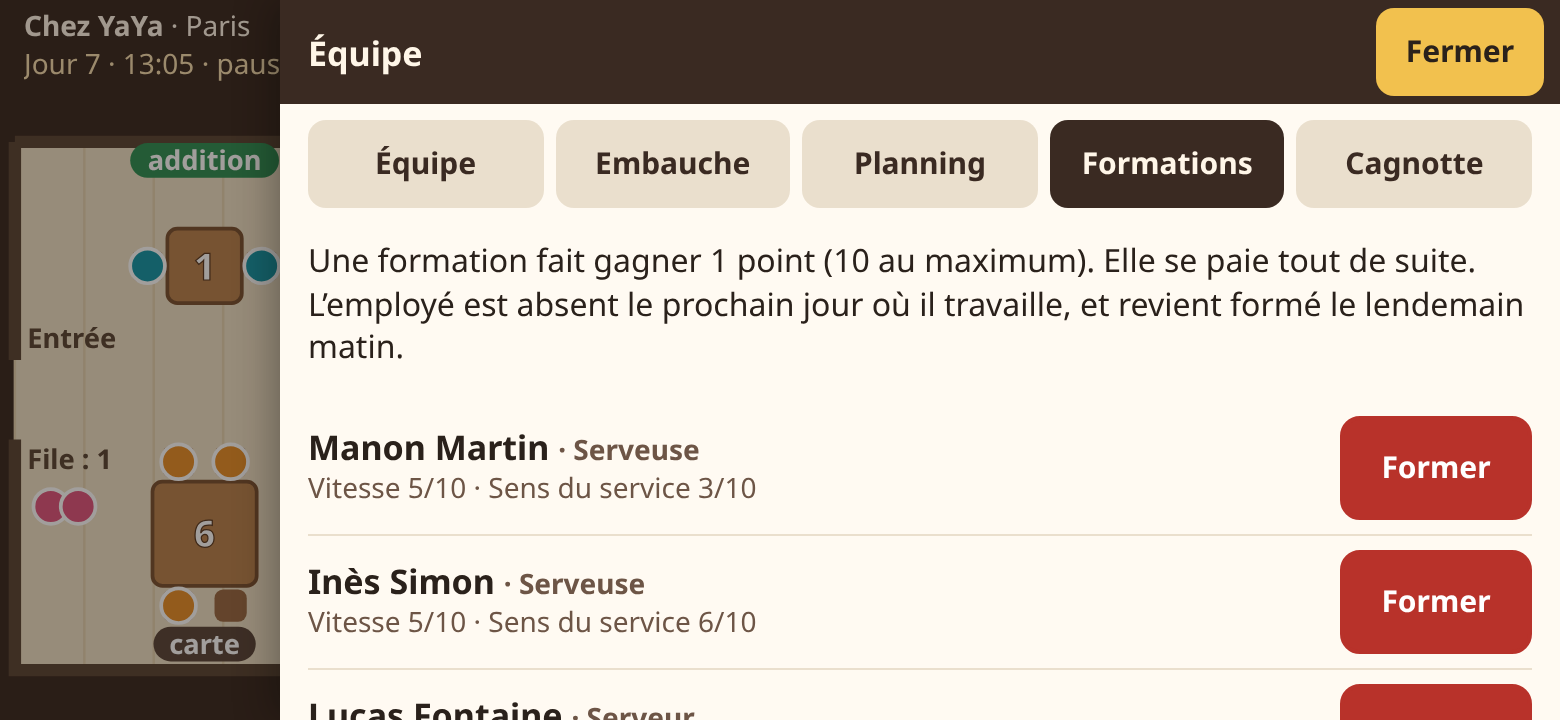 Chez YaYa · Paris
Jour 7 · 13:05 · paus
addition
1
Entrée
File : 1
6
carte
Équipe
Fermer
Équipe
Embauche
Planning
Formations
Cagnotte
Une formation fait gagner 1 point (10 au maximum). Elle se paie tout de suite.
L’employé est absent le prochain jour où il travaille, et revient formé le lendemain
matin.
Manon Martin · Serveuse
Vitesse 5/10 · Sens du service 3/10
Former
Inès Simon · Serveuse
Vitesse 5/10 · Sens du service 6/10
Former
Lucas Fontaine · Serveur